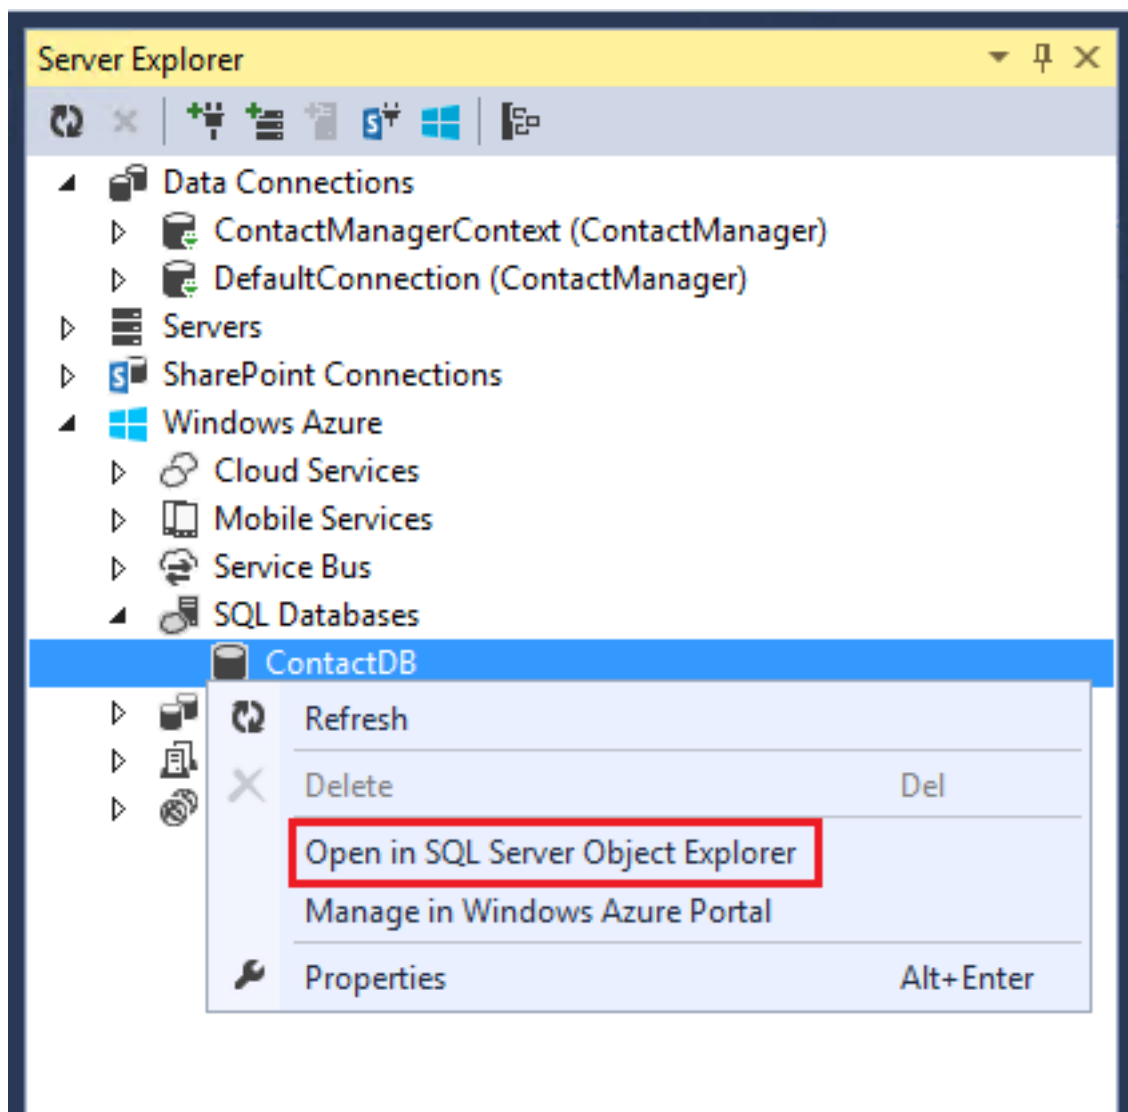 Server Explorer
Data Connections
ContactManagerContext (ContactManager)
DefaultConnection (ContactManager)
Servers
SharePoint Connections
Windows Azure
Cloud Services
Mobile Services
Service Bus
SQL Databases
ContactDB
Refresh
Delete Del
Open in SQL Server Object Explorer
Manage in Windows Azure Portal
Properties Alt+Enter